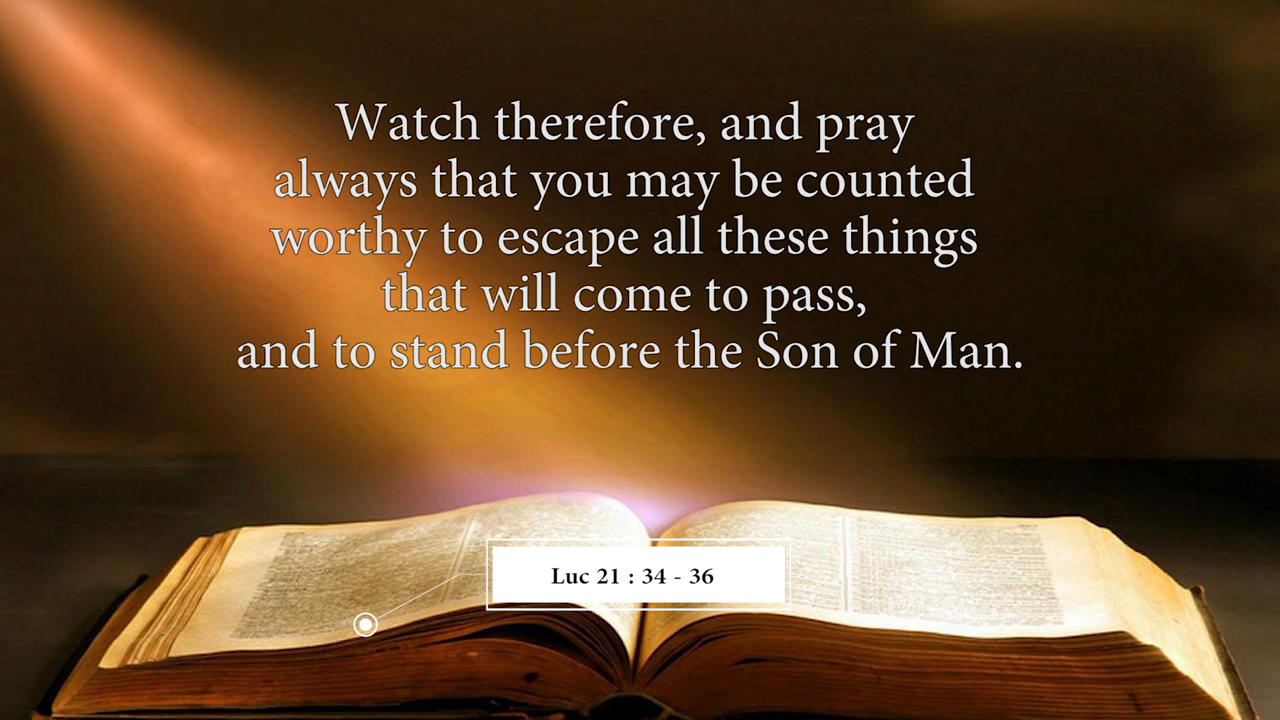 Watch therefore, and pray
always that you may be counted
worthy to escape all these things
that will come to pass,
and to stand before the Son of Man.
Luc 21 : 34 - 36